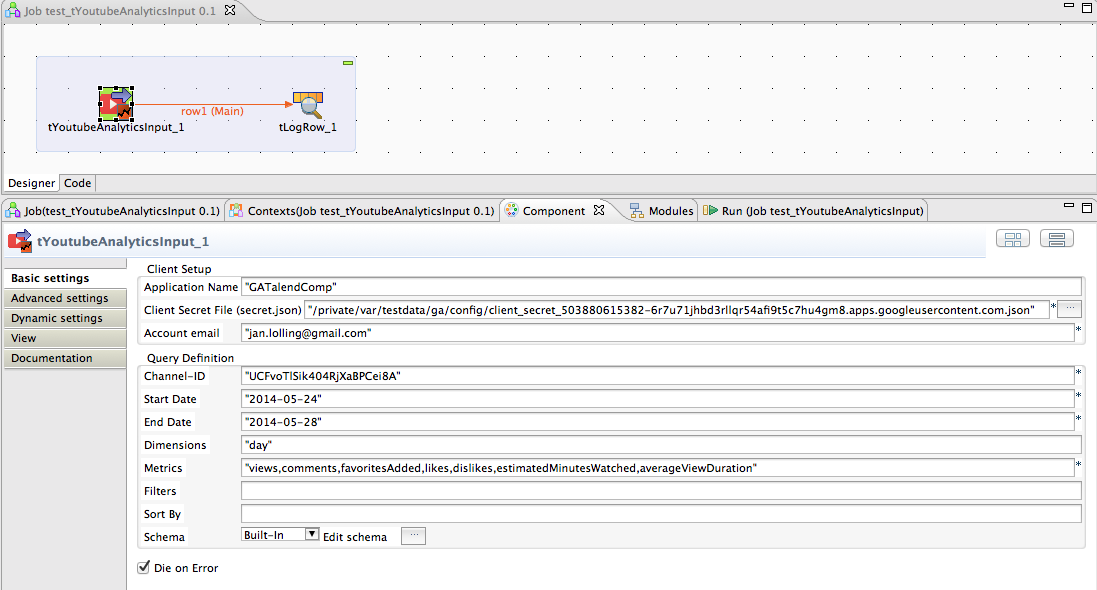 Job test_tYoutubeAnalyticsInput 0.1
row1 (Main)
tYoutubeAnalyticsInput_1
tLogRow_1
Designer
Code
Job(test_tYoutubeAnalyticsInput 0.1)
Contexts(Job test_tYoutubeAnalyticsInput 0.1)
Component
Modules
Run (Job test_tYoutubeAnalyticsInput)
tYoutubeAnalyticsInput_1
Basic settings
Advanced settings
Dynamic settings
View
Documentation
Client Setup
Application Name "GATalendComp"
Client Secret File (secret.json) "/private/var/testdata/ga/config/client_secret_503880615382-6r7u71jhbd3rllqr54afi9t5c7hu4gm8.apps.googleusercontent.com.json" * ...
Account email "jan.lolling@gmail.com" *
Query Definition
Channel-ID "UCFvoTlSik404RjXaBPCei8A" *
Start Date "2014-05-24" *
End Date "2014-05-28" *
Dimensions "day"
Metrics "views,comments,favoritesAdded,likes,dislikes,estimatedMinutesWatched,averageViewDuration" *
Filters
Sort By
Schema Built-In Edit schema ...
Die on Error